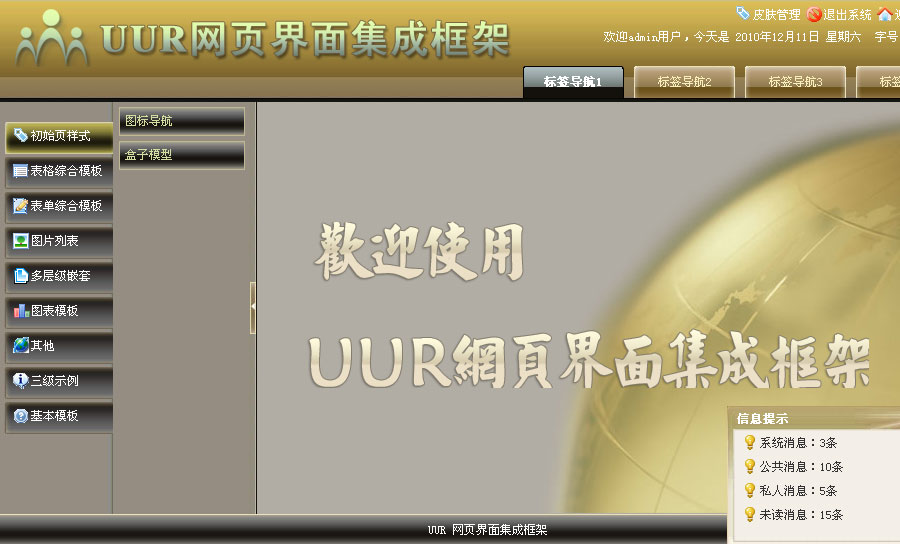 UUR网页界面集成框架
皮肤管理 退出系统
欢迎admin用户，今天是 2010年12月11日 星期六 字号
标签导航1 标签导航2 标签导航3 标签
初始页样式
表格综合模板
表单综合模板
图片列表
多层级嵌套
图表模板
其他
三级示例
基本模板
图标导航
盒子模型
歡迎使用
UUR網頁界面集成框架
信息提示
系统消息：3条
公共消息：10条
私人消息：5条
未读消息：15条
UUR 网页界面集成框架